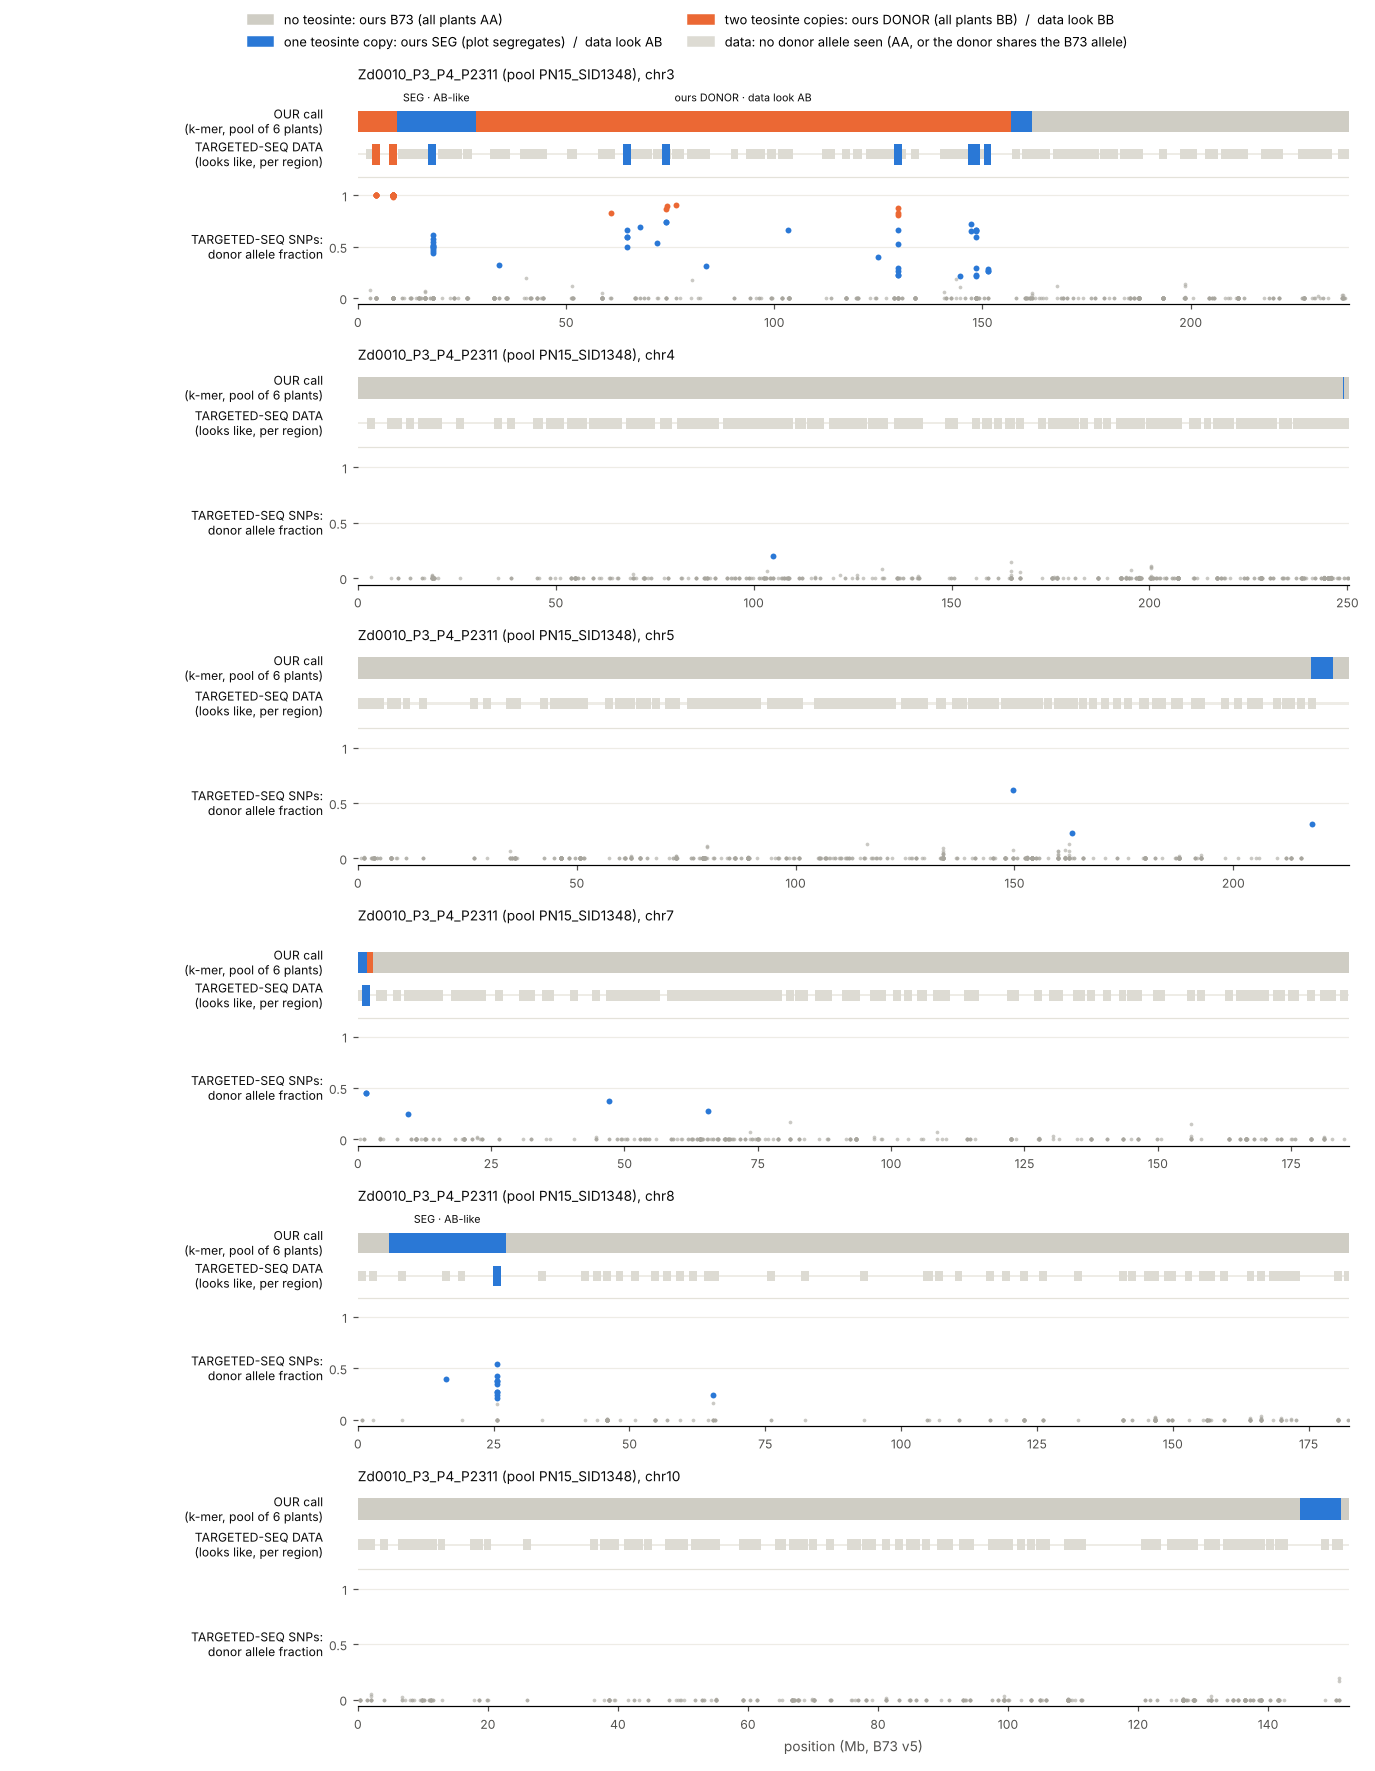 no teosinte: ours B73 (all plants AA)
two teosinte copies: ours DONOR (all plants BB)  /  data look BB
one teosinte copy: ours SEG (plot segregates)  /  data look AB
data: no donor allele seen (AA, or the donor shares the B73 allele)
Zd0010_P3_P4_P2311 (pool PN15_SID1348), chr3
SEG · AB-like
ours DONOR · data look AB
OUR call
(k-mer, pool of 6 plants)
TARGETED-SEQ DATA
(looks like, per region)
1
TARGETED-SEQ SNPs:
donor allele fraction
0.5
0
0 50 100 150 200
Zd0010_P3_P4_P2311 (pool PN15_SID1348), chr4
OUR call
(k-mer, pool of 6 plants)
TARGETED-SEQ DATA
(looks like, per region)
1
TARGETED-SEQ SNPs:
donor allele fraction
0.5
0
0 50 100 150 200 250
Zd0010_P3_P4_P2311 (pool PN15_SID1348), chr5
OUR call
(k-mer, pool of 6 plants)
TARGETED-SEQ DATA
(looks like, per region)
1
TARGETED-SEQ SNPs:
donor allele fraction
0.5
0
0 50 100 150 200
Zd0010_P3_P4_P2311 (pool PN15_SID1348), chr7
OUR call
(k-mer, pool of 6 plants)
TARGETED-SEQ DATA
(looks like, per region)
1
TARGETED-SEQ SNPs:
donor allele fraction
0.5
0
0 25 50 75 100 125 150 175
Zd0010_P3_P4_P2311 (pool PN15_SID1348), chr8
SEG · AB-like
OUR call
(k-mer, pool of 6 plants)
TARGETED-SEQ DATA
(looks like, per region)
1
TARGETED-SEQ SNPs:
donor allele fraction
0.5
0
0 25 50 75 100 125 150 175
Zd0010_P3_P4_P2311 (pool PN15_SID1348), chr10
OUR call
(k-mer, pool of 6 plants)
TARGETED-SEQ DATA
(looks like, per region)
1
TARGETED-SEQ SNPs:
donor allele fraction
0.5
0
0 20 40 60 80 100 120 140
position (Mb, B73 v5)